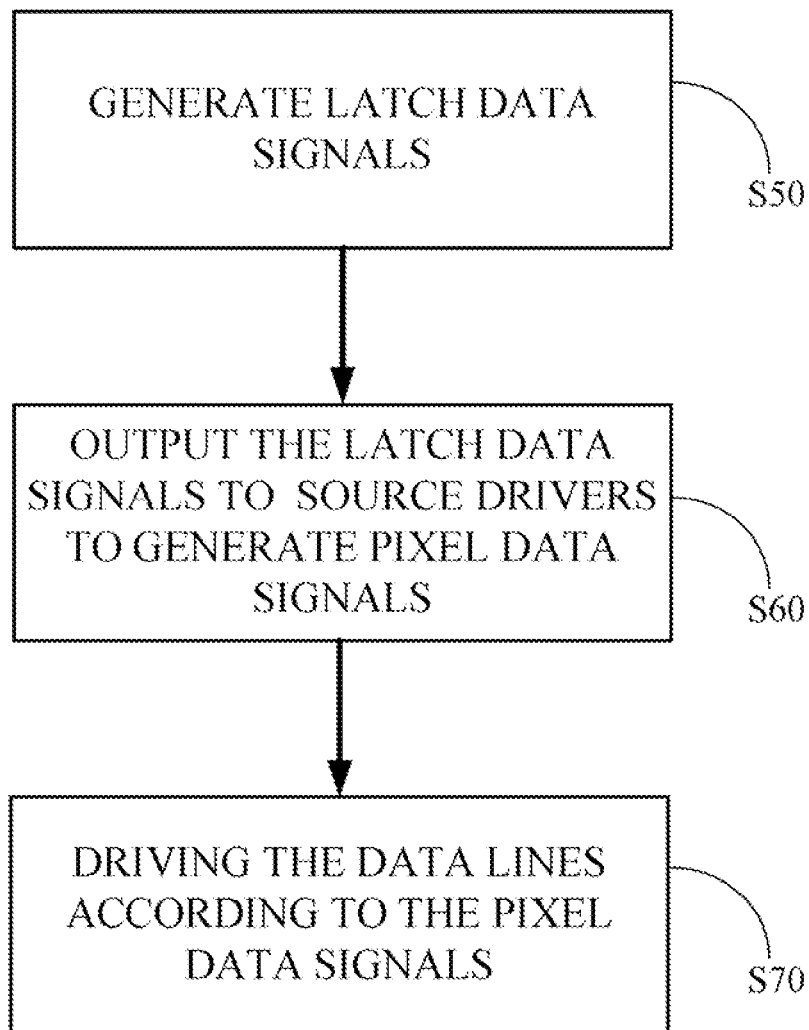 GENERATE LATCH DATA
SIGNALS
S50
OUTPUT THE LATCH DATA
SIGNALS TO SOURCE DRIVERS
TO GENERATE PIXEL DATA
SIGNALS
S60
DRIVING THE DATA LINES
ACCORDING TO THE PIXEL
DATA SIGNALS
S70